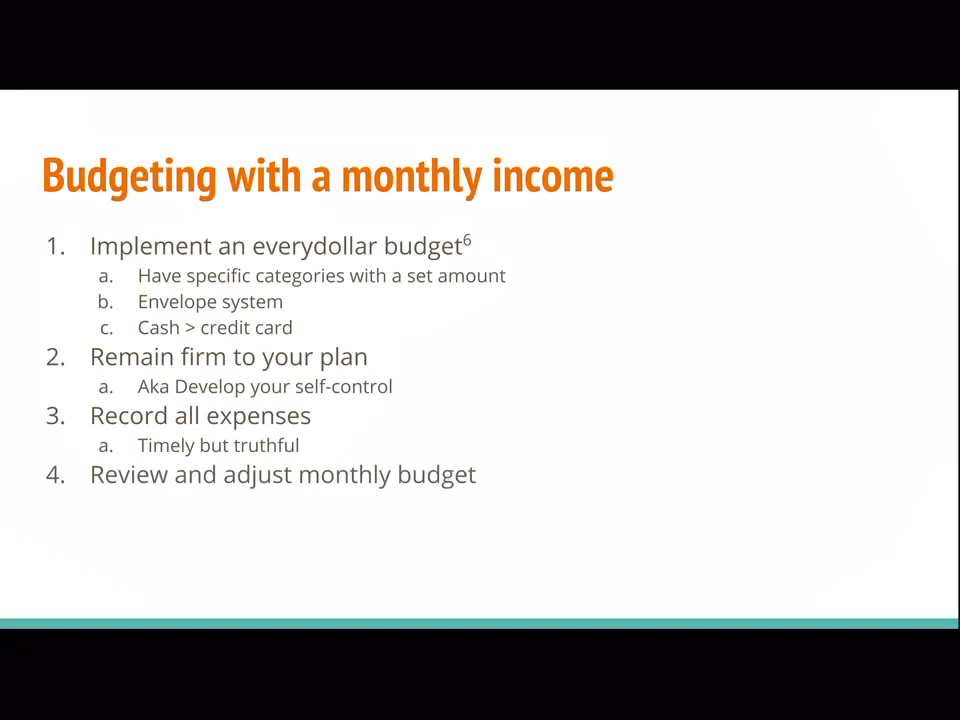 Budgeting with a monthly income
1. Implement an everydollar budget⁶
a. Have specific categories with a set amount
b. Envelope system
c. Cash > credit card
2. Remain firm to your plan
a. Aka Develop your self-control
3. Record all expenses
a. Timely but truthful
4. Review and adjust monthly budget